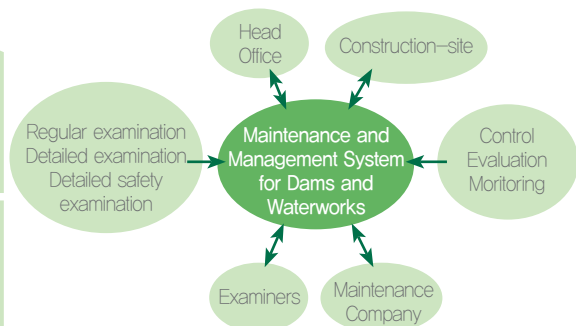 Head
Office
Construction–site
Regular examination
Detailed examination
Detailed safety
examination
Maintenance and
Management System
for Dams and
Waterworks
Control
Evaluation
Moritoring
Examiners
Maintenance
Company